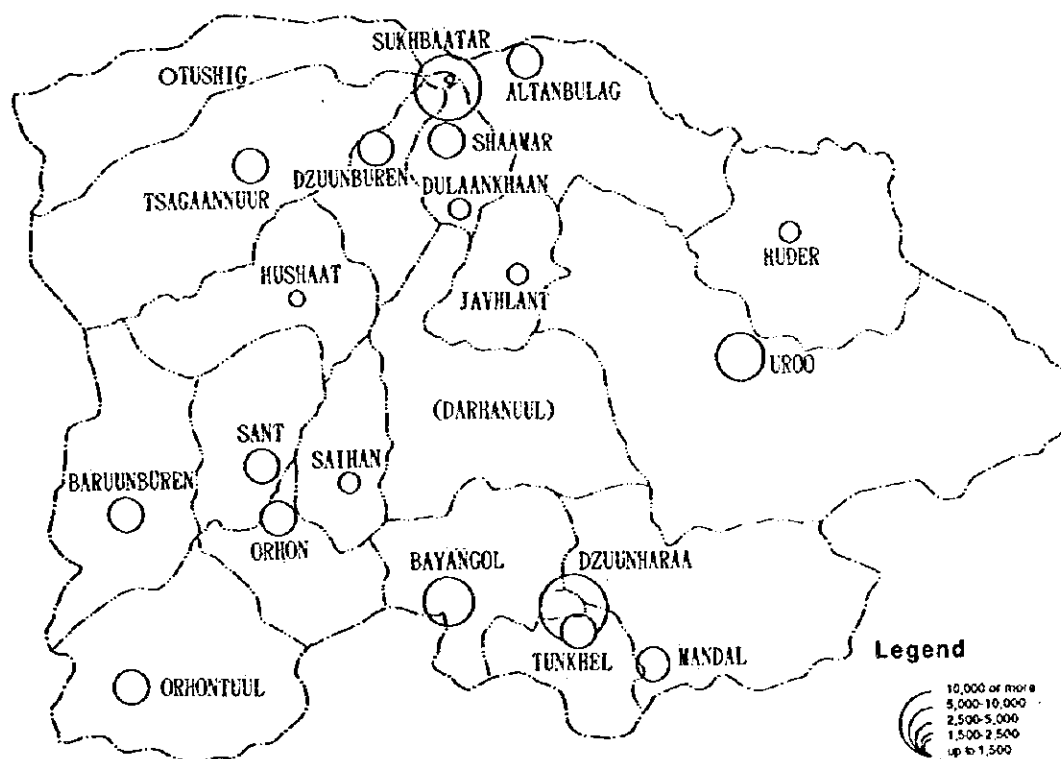 SUKHBAATAR
TUSHIG
ALTANBULAG
SHAAMAR
DZUUNBUREN
TSAGAANNUUR
DULAANKHAAN
HUDER
HUSHAAT
JAVHLANT
UROO
(DARHANUUL)
SANT
SAIHAN
BARUUNBUREN
ORHON
BAYANGOL
DZUUNHARAA
TUNKHEL
MANDAL
ORHONTUUL
Legend
10,000 or more
5,000-10,000
2,500-5,000
1,500-2,500
up to 1,500